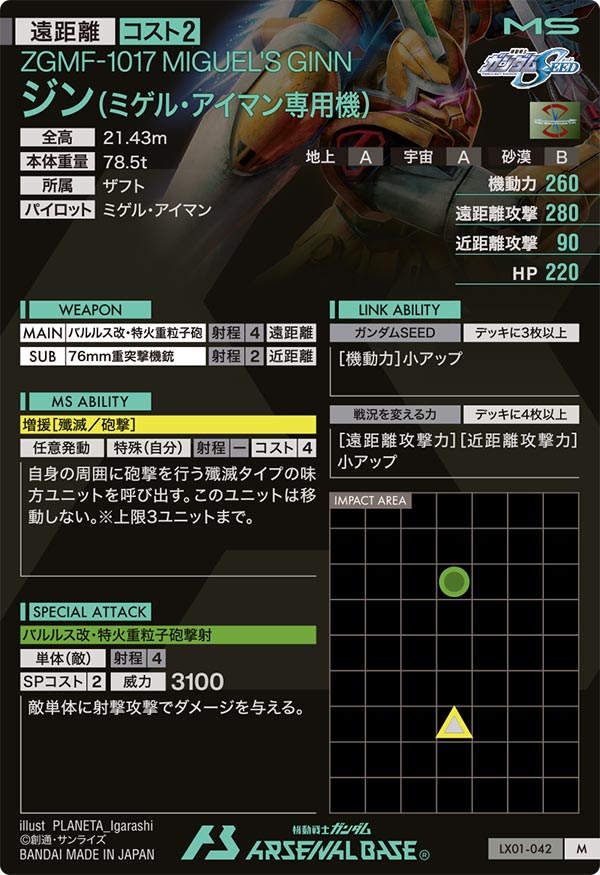 遠距離 コスト2
MS
ZGMF-1017 MIGUEL'S GINN
機動戦士ガンダムSEED
ジン(ミゲル・アイマン専用機)
全高 21.43m
本体重量 78.5t
所属 ザフト
パイロット ミゲル・アイマン
地上 A 宇宙 A 砂漠 B
機動力 260
遠距離攻撃 280
近距離攻撃 90
HP 220
WEAPON
MAIN バルルス改・特火重粒子砲 射程 4 遠距離
SUB 76mm重突撃機銃 射程 2 近距離
MS ABILITY
増援[殲滅/砲撃]
任意発動 特殊(自分) 射程 ー コスト 4
自身の周囲に砲撃を行う殲滅タイプの味
方ユニットを呼び出す。このユニットは移
動しない。※上限3ユニットまで。
SPECIAL ATTACK
バルルス改・特火重粒子砲撃射
単体(敵) 射程 4
SPコスト 2 威力 3100
敵単体に射撃攻撃でダメージを与える。
LINK ABILITY
ガンダムSEED デッキに3枚以上
[機動力]小アップ
戦況を変える力 デッキに4枚以上
[遠距離攻撃力][近距離攻撃力]
小アップ
IMPACT AREA
illust PLANETA_Igarashi
©創通・サンライズ
BANDAI MADE IN JAPAN
機動戦士ガンダム
AB ARSENAL BASE®
LX01-042 M